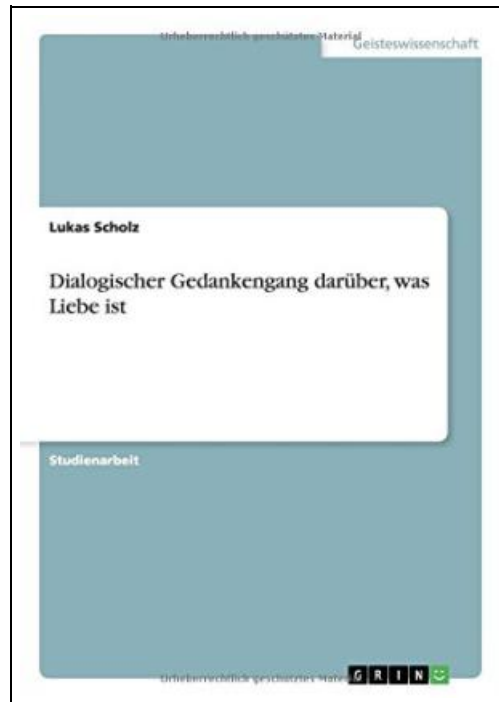 Urheberrechtlich geschütztes Material
Geisteswissenschaft
Lukas Scholz
Dialogischer Gedankengang darüber, was
Liebe ist
Studienarbeit
Urheberrechtlich geschütztes Material
GRIN